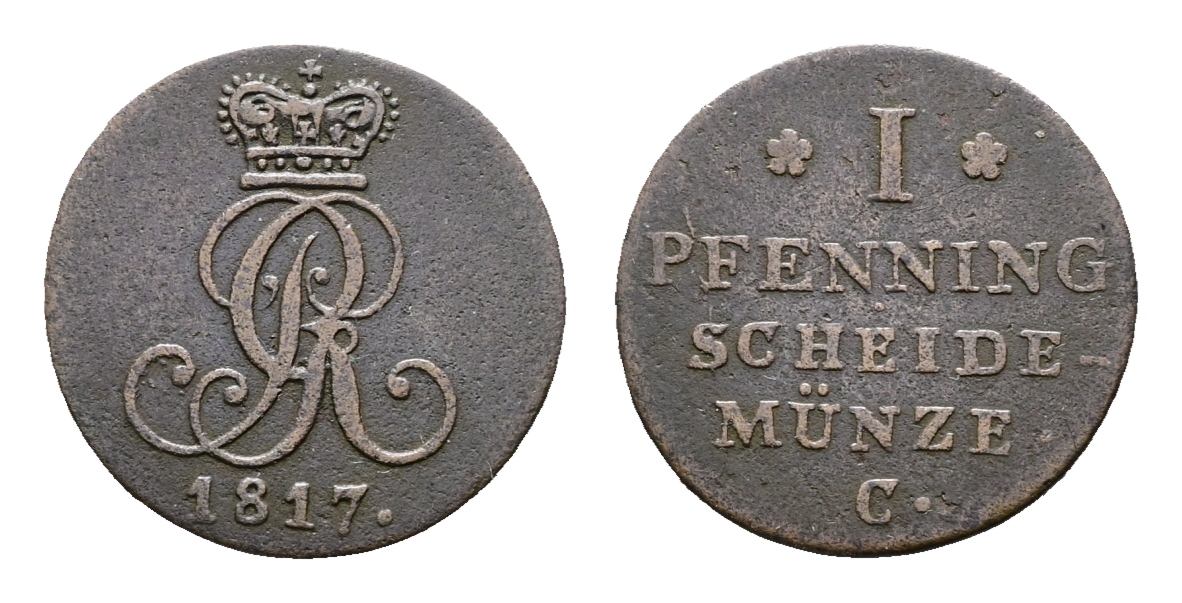 GR
1817.
* I *
PFENNING
SCHEIDE-
MÜNZE
C.